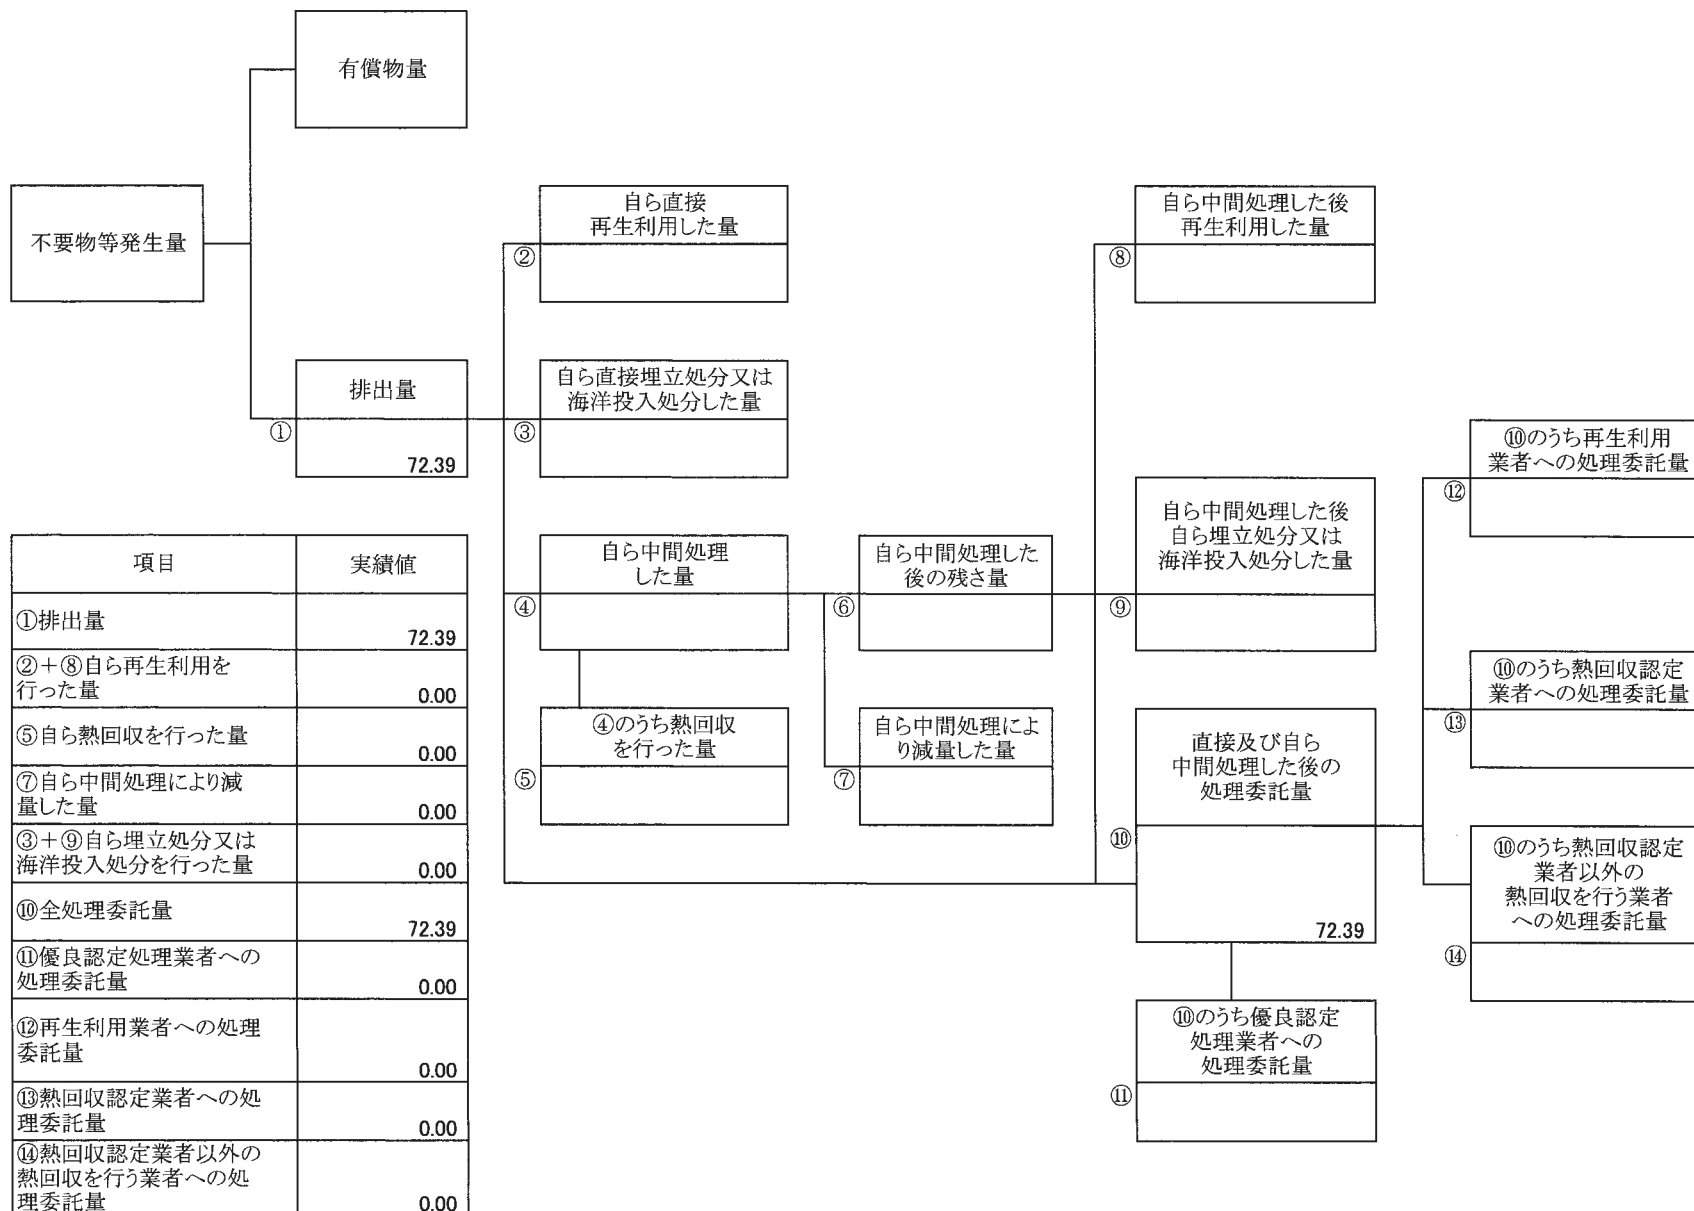 有償物量
不要物等発生量
自ら直接
再生利用した量
②
自ら中間処理した後
再生利用した量
⑧
排出量
①
72.39
自ら直接埋立処分又は
海洋投入処分した量
③
⑩のうち再生利用
業者への処理委託量
⑫
自ら中間処理
した量
④
自ら中間処理した
後の残さ量
⑥
自ら中間処理した後
自ら埋立処分又は
海洋投入処分した量
⑨
⑩のうち熱回収認定
業者への処理委託量
⑬
④のうち熱回収
を行った量
⑤
自ら中間処理によ
り減量した量
⑦
直接及び自ら
中間処理した後の
処理委託量
⑩
72.39
⑩のうち熱回収認定
業者以外の
熱回収を行う業者
への処理委託量
⑭
⑩のうち優良認定
処理業者への
処理委託量
⑪
項目 実績値
①排出量
72.39
②＋⑧自ら再生利用を
行った量
0.00
⑤自ら熱回収を行った量
0.00
⑦自ら中間処理により減
量した量
0.00
③＋⑨自ら埋立処分又は
海洋投入処分を行った量
0.00
⑩全処理委託量
72.39
⑪優良認定処理業者への
処理委託量
0.00
⑫再生利用業者への処理
委託量
0.00
⑬熱回収認定業者への処
理委託量
0.00
⑭熱回収認定業者以外の
熱回収を行う業者への処
理委託量
0.00